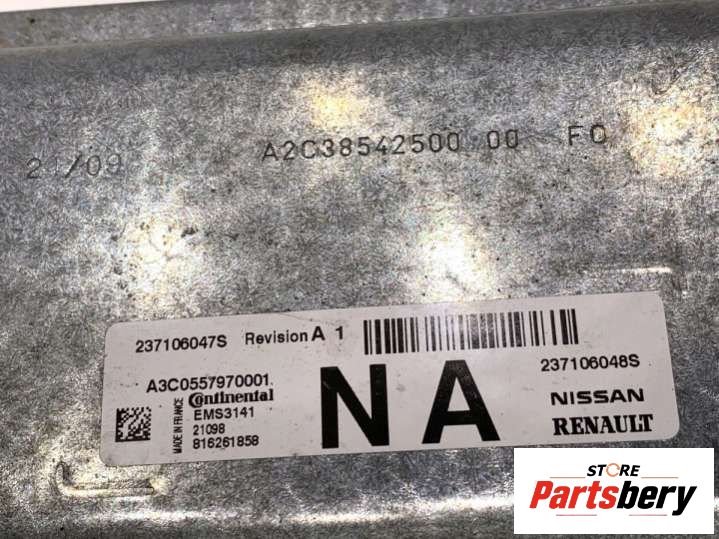 A2C38542500 00 F0
21/09
237106047S Revision A 1
A3C0557970001
Continental
EMS3141
21098
816261858
MADE IN FRANCE
NA
237106048S
NISSAN
RENAULT
STORE
Partsbery